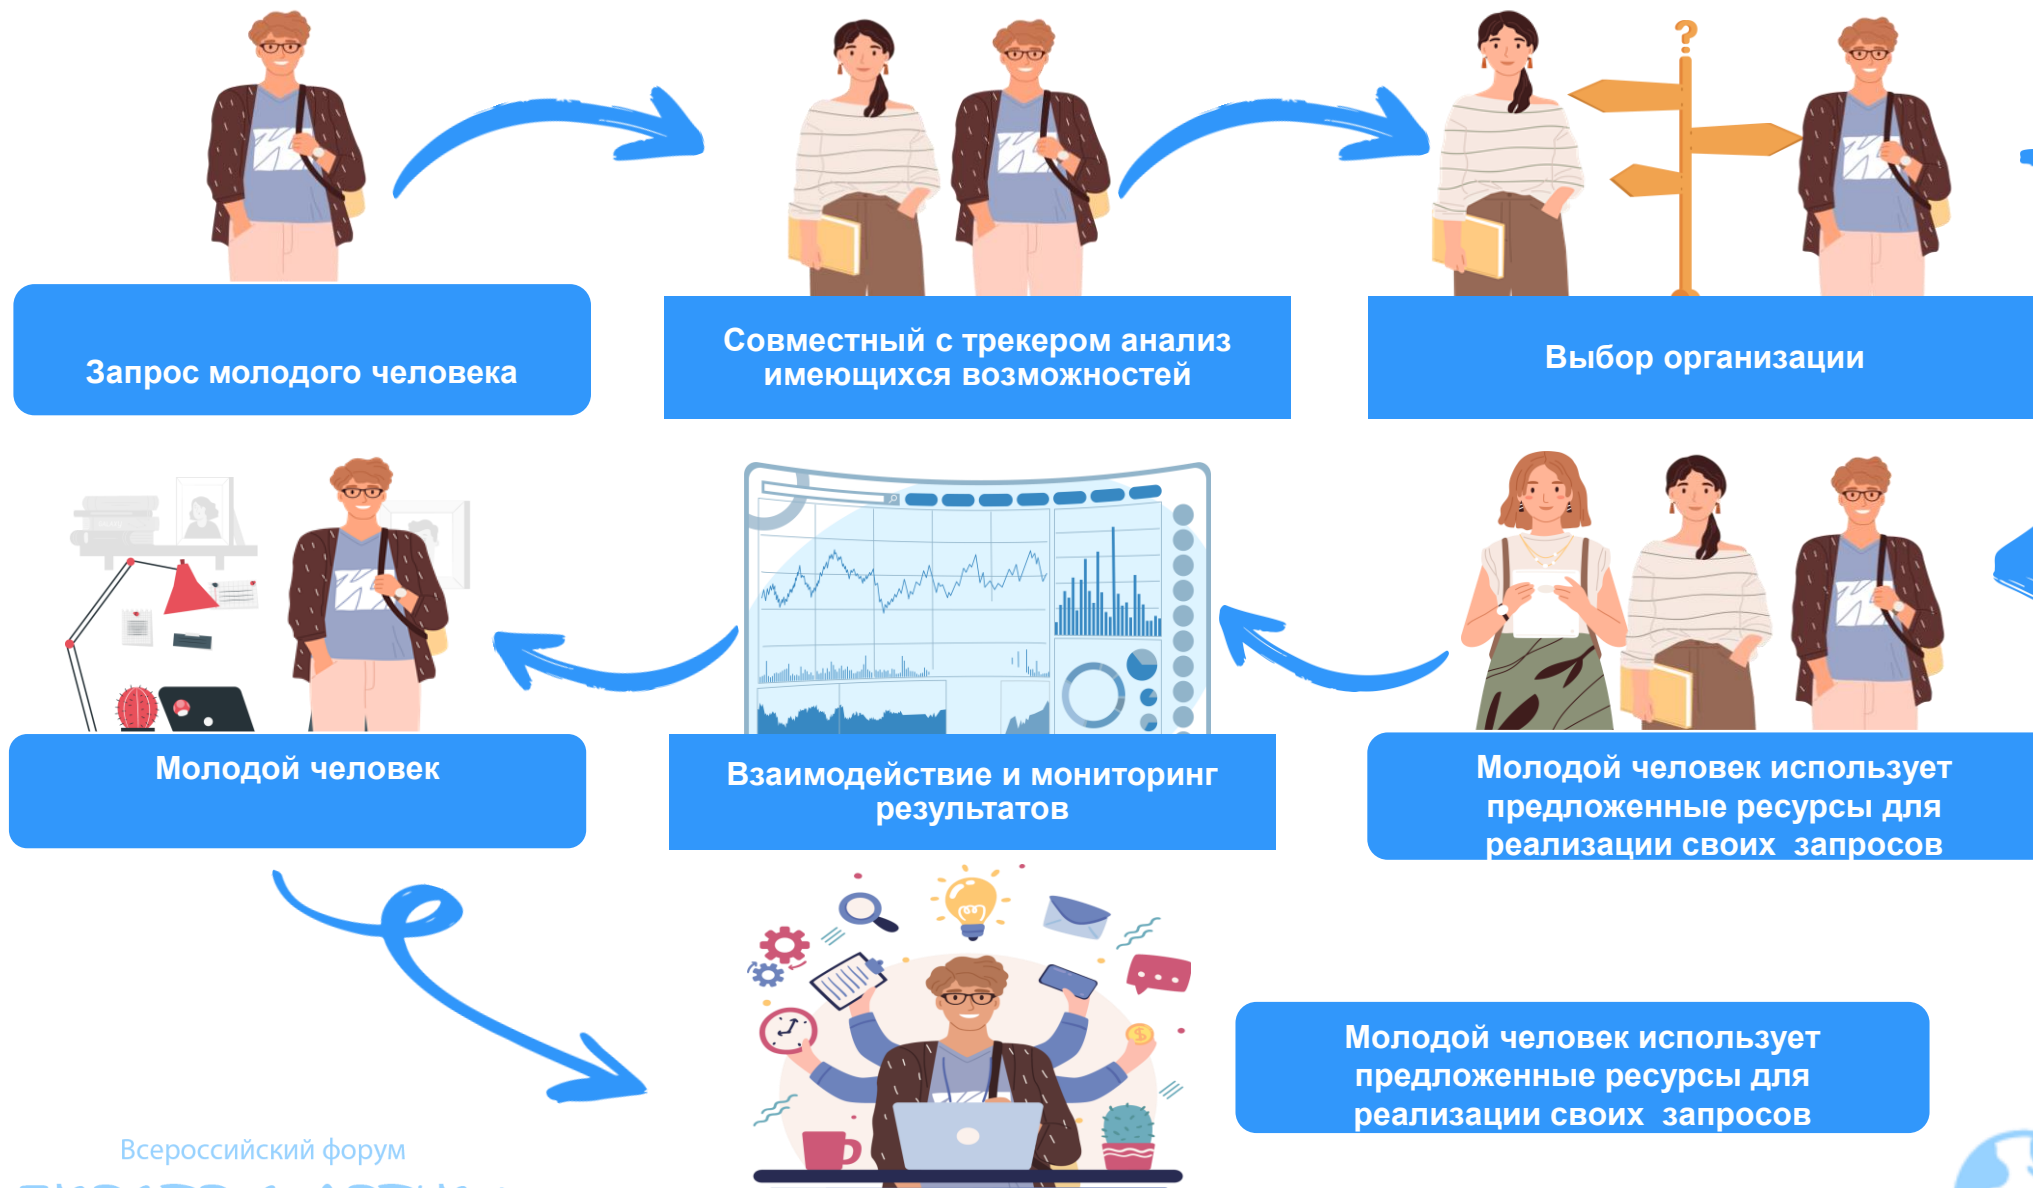 Запрос молодого человека
Совместный с трекером анализ
имеющихся возможностей
Выбор организации
Молодой человек
Взаимодействие и мониторинг
результатов
Молодой человек использует
предложенные ресурсы для
реализации своих запросов
Молодой человек использует
предложенные ресурсы для
реализации своих запросов
Всероссийский форум